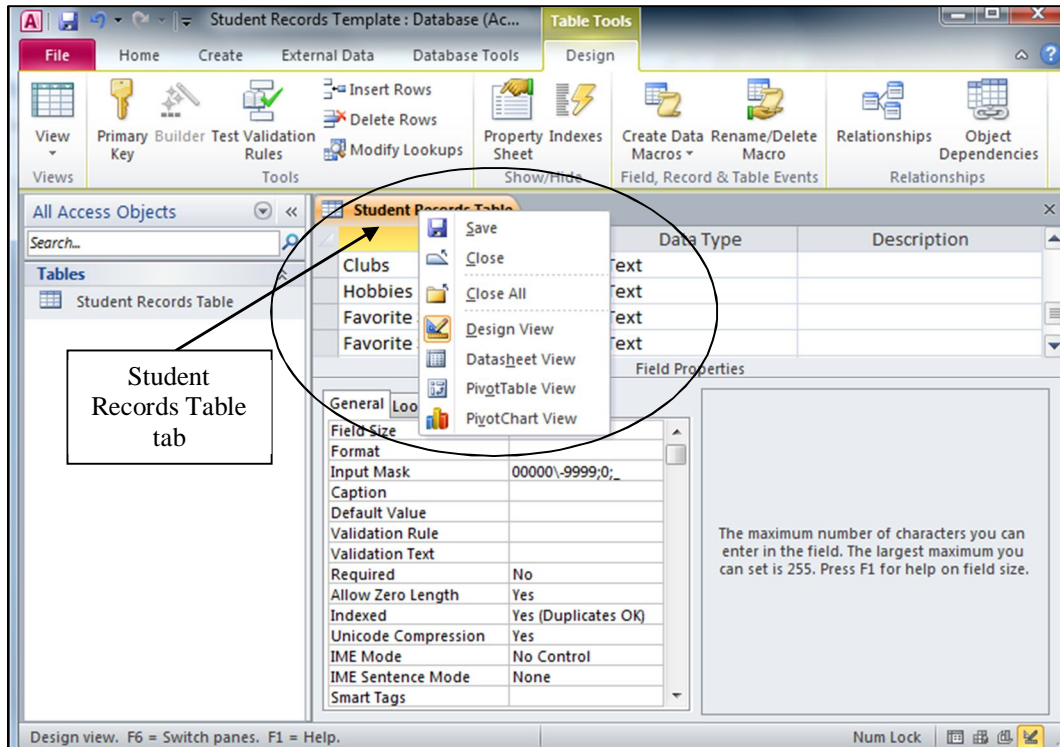 A Student Records Template : Database (Ac... Table Tools
File Home Create External Data Database Tools Design
View Primary Key Builder Test Validation Rules Insert Rows Delete Rows Modify Lookups Property Sheet Indexes Create Data Macros Rename/Delete Macro Relationships Object Dependencies
Views Tools Show/Hide Field, Record & Table Events Relationships
All Access Objects
Search...
Tables
Student Records Table
Student Records Table tab
Student Records Table
Data Type Description
Clubs Text
Hobbies Text
Favorite Text
Favorite Text
Save
Close
Close All
Design View
Datasheet View
PivotTable View
PivotChart View
Field Properties
General Loo
Field Size
Format
Input Mask 00000\-9999;0;_
Caption
Default Value
Validation Rule
Validation Text
Required No
Allow Zero Length Yes
Indexed Yes (Duplicates OK)
Unicode Compression Yes
IME Mode No Control
IME Sentence Mode None
Smart Tags
The maximum number of characters you can
enter in the field. The largest maximum you
can set is 255. Press F1 for help on field size.
Design view. F6 = Switch panes. F1 = Help. Num Lock